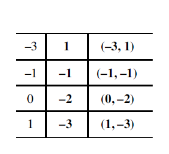 −3 1 (−3, 1)
−1 −1 (−1, −1)
0 −2 (0, −2)
1 −3 (1, −3)